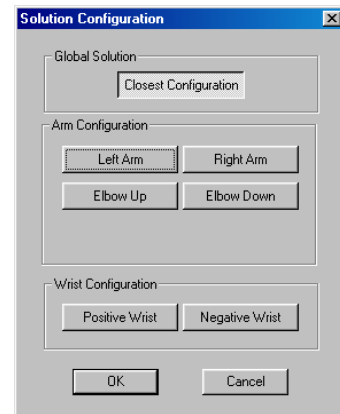 Solution Configuration
Global Solution
Closest Configuration
Arm Configuration
Left Arm Right Arm
Elbow Up Elbow Down
Wrist Configuration
Positive Wrist Negative Wrist
OK Cancel